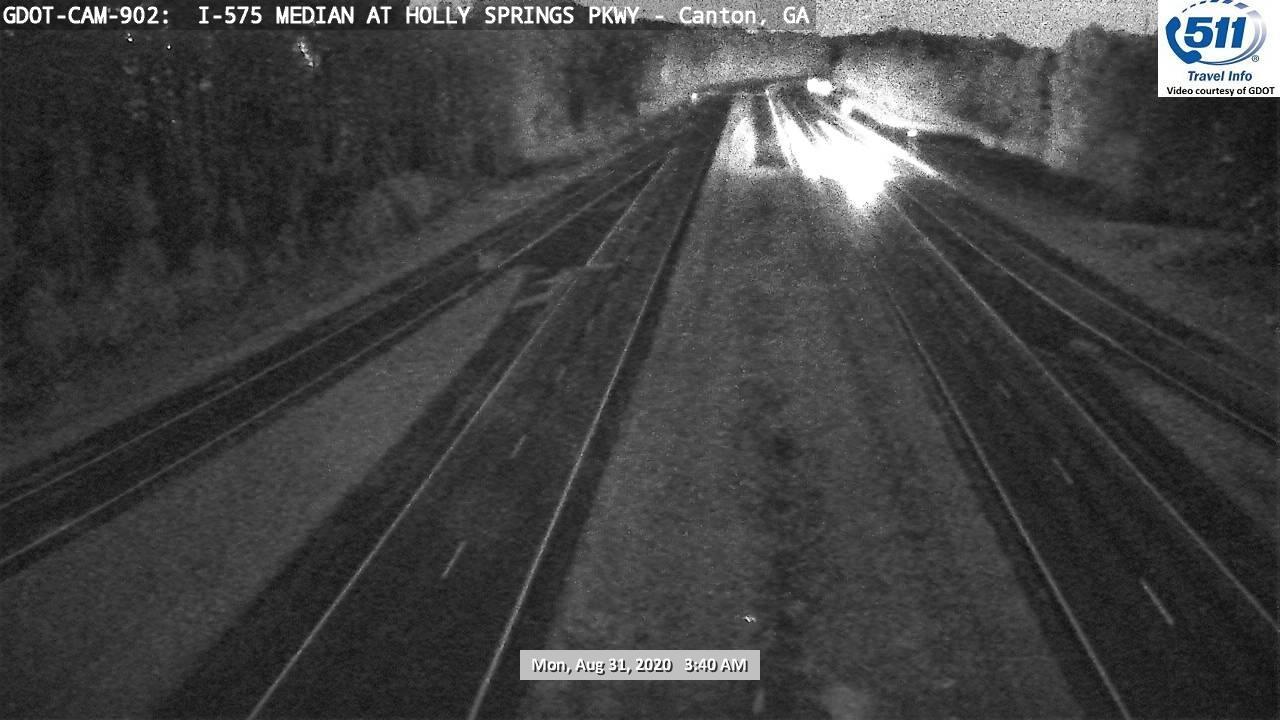 GDOT-CAM-902: I-575 MEDIAN AT HOLLY SPRINGS PKWY - Canton, GA
511
®
Travel Info
Video courtesy of GDOT
Mon, Aug 31, 2020 3:40 AM